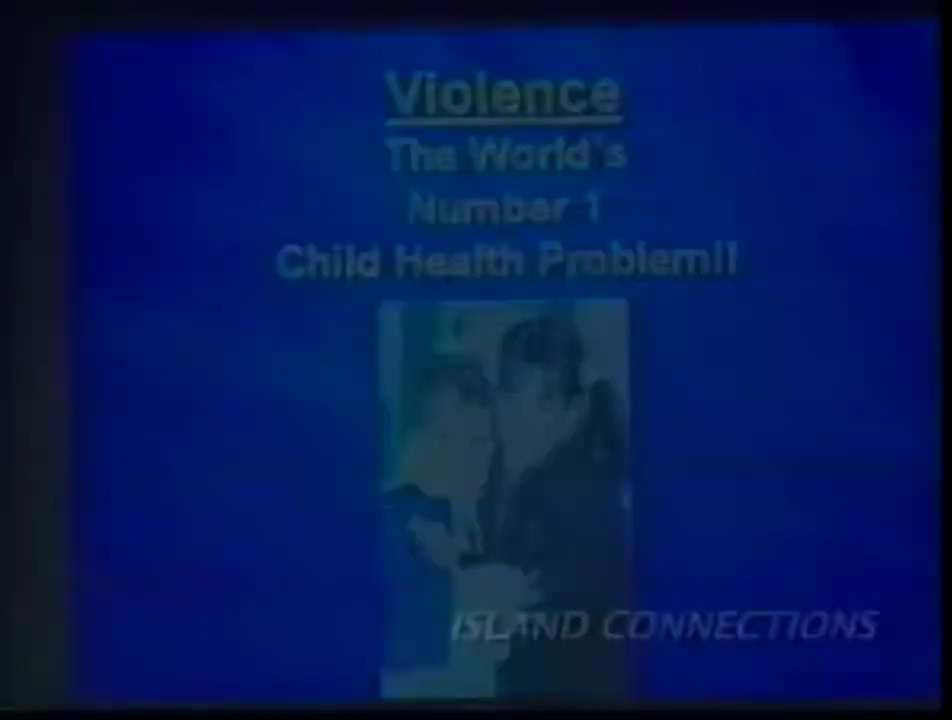 Violence
The World's
Number 1
Child Health Problem!!
ISLAND CONNECTIONS